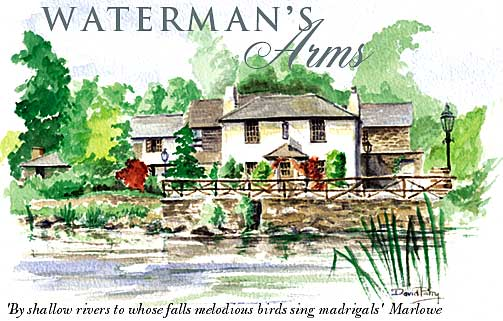 WATERMAN'S
Arms
'By shallow rivers to whose falls melodious birds sing madrigals' Marlowe